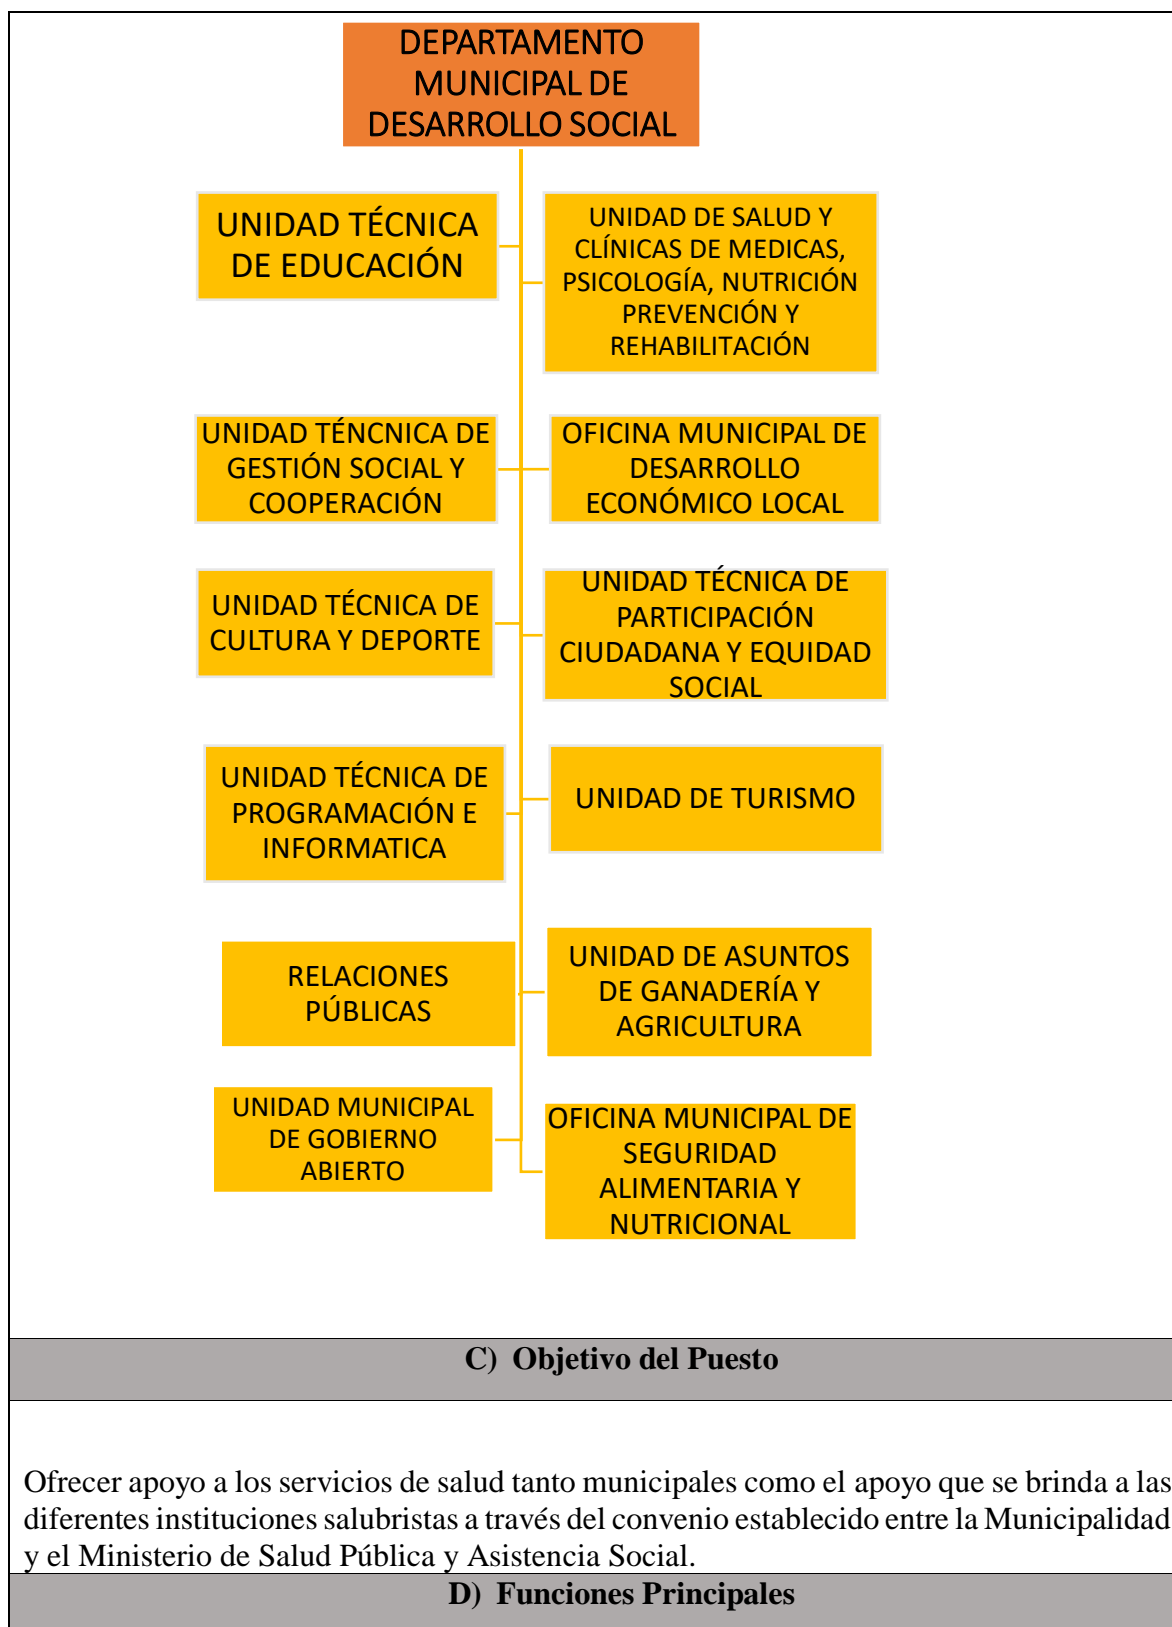 DEPARTAMENTO
MUNICIPAL DE
DESARROLLO SOCIAL
UNIDAD TÉCNICA
DE EDUCACIÓN
UNIDAD DE SALUD Y
CLÍNICAS DE MEDICAS,
PSICOLOGÍA, NUTRICIÓN
PREVENCIÓN Y
REHABILITACIÓN
UNIDAD TÉNCNICA DE
GESTIÓN SOCIAL Y
COOPERACIÓN
OFICINA MUNICIPAL DE
DESARROLLO
ECONÓMICO LOCAL
UNIDAD TÉCNICA DE
CULTURA Y DEPORTE
UNIDAD TÉCNICA DE
PARTICIPACIÓN
CIUDADANA Y EQUIDAD
SOCIAL
UNIDAD TÉCNICA DE
PROGRAMACIÓN E
INFORMATICA
UNIDAD DE TURISMO
RELACIONES
PÚBLICAS
UNIDAD DE ASUNTOS
DE GANADERÍA Y
AGRICULTURA
UNIDAD MUNICIPAL
DE GOBIERNO
ABIERTO
OFICINA MUNICIPAL DE
SEGURIDAD
ALIMENTARIA Y
NUTRICIONAL
C) Objetivo del Puesto
Ofrecer apoyo a los servicios de salud tanto municipales como el apoyo que se brinda a las
diferentes instituciones salubristas a través del convenio establecido entre la Municipalidad
y el Ministerio de Salud Pública y Asistencia Social.
D) Funciones Principales